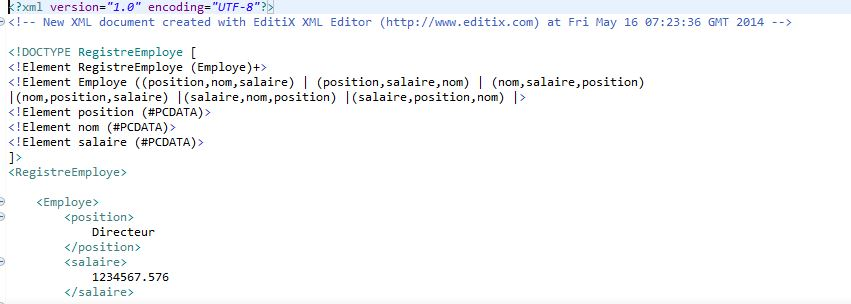 <?xml version="1.0" encoding="UTF-8"?>
<!-- New XML document created with EditiX XML Editor (http://www.editix.com) at Fri May 16 07:23:36 GMT 2014 -->
<!DOCTYPE RegistreEmploye [
<!Element RegistreEmploye (Employe)+>
<!Element Employe ((position,nom,salaire) | (position,salaire,nom) | (nom,salaire,position)
|(nom,position,salaire) |(salaire,nom,position) |(salaire,position,nom) |>
<!Element position (#PCDATA)>
<!Element nom (#PCDATA)>
<!Element salaire (#PCDATA)>
]>
<RegistreEmploye>
<Employe>
<position>
Directeur
</position>
<salaire>
1234567.576
</salaire>